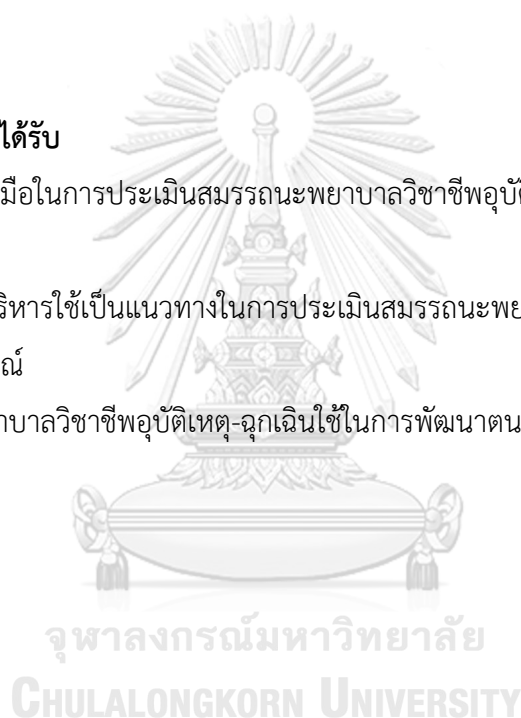 ได้รับ
มือในการประเมินสมรรถนะพยาบาลวิชาชีพอุบัติ
ริหารใช้เป็นแนวทางในการประเมินสมรรถนะพย
ณ์
าบาลวิชาชีพอุบัติเหตุ-ฉุกเฉินใช้ในการพัฒนาตน
จุฬาลงกรณ์มหาวิทยาลัย
CHULALONGKORN UNIVERSITY